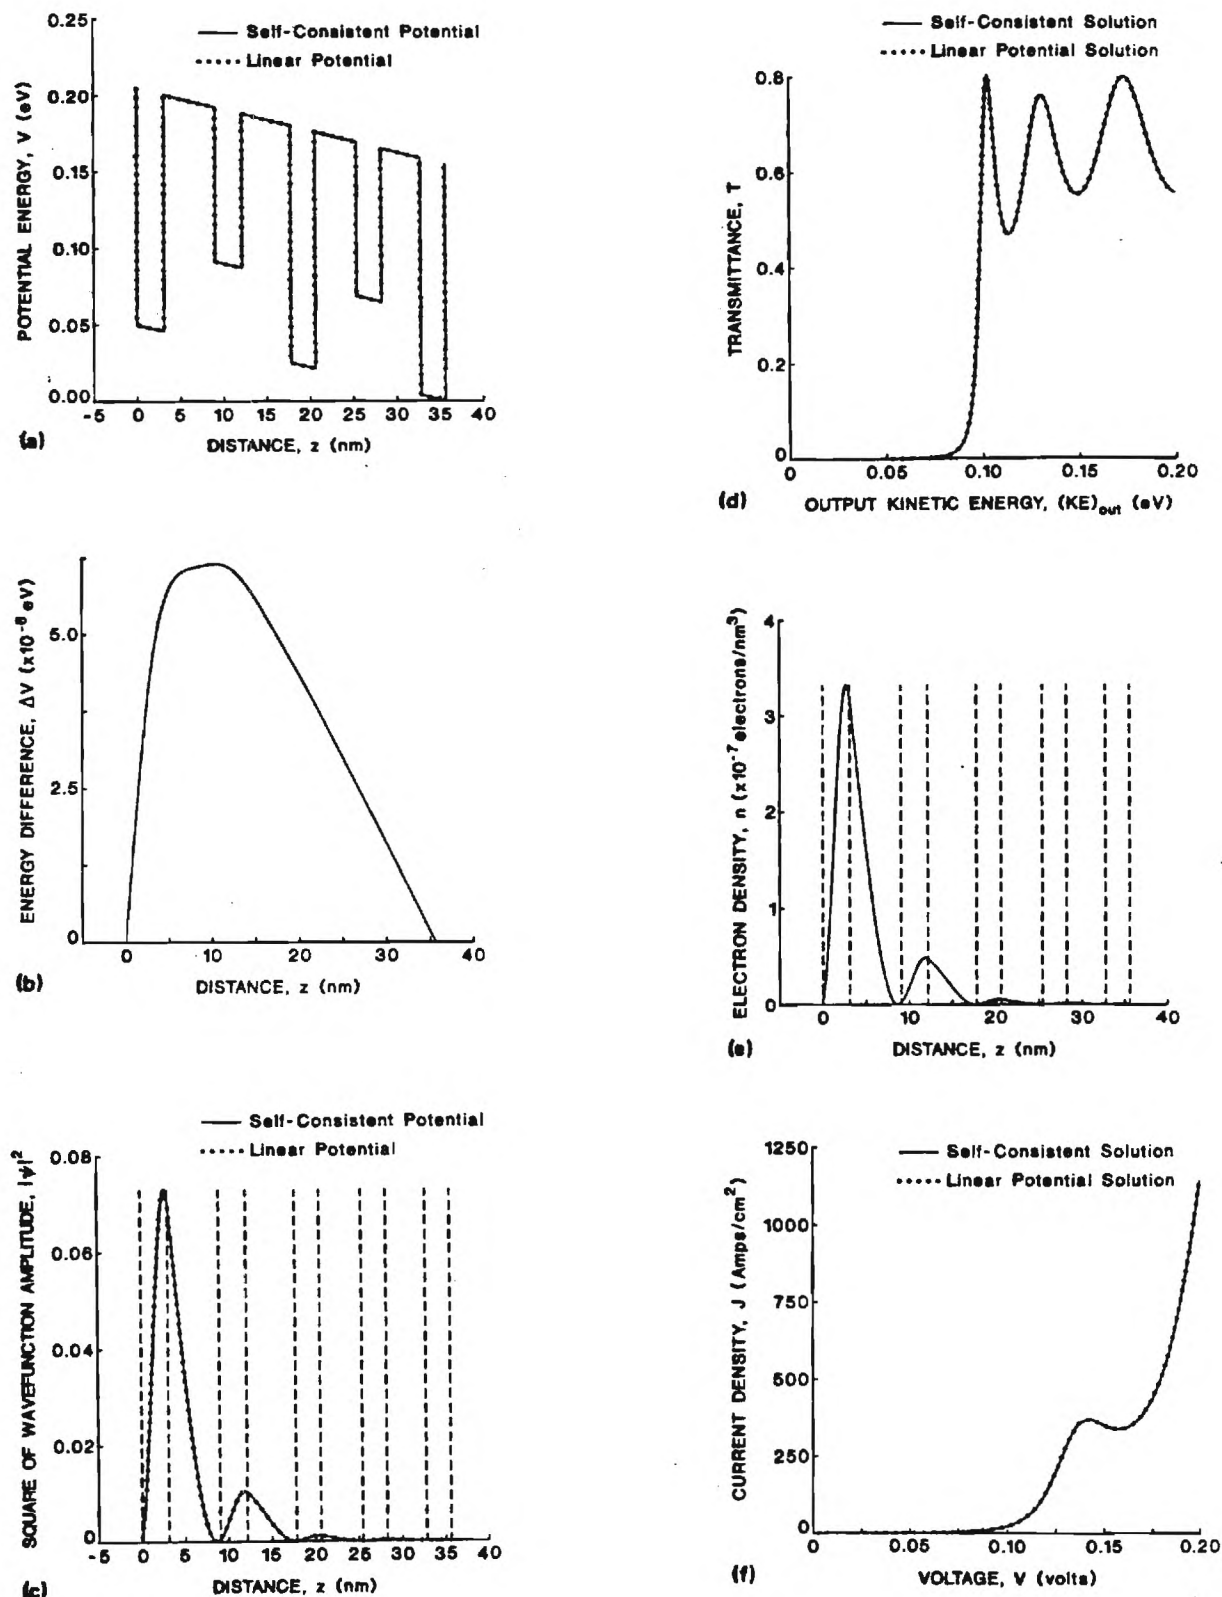 Self-Consistent Potential
Linear Potential
0.25
0.20
0.15
0.10
0.05
0.00
POTENTIAL ENERGY, V (eV)
-5 0 5 10 15 20 25 30 35 40
DISTANCE, z (nm)
(a)
5.0
2.5
0
ENERGY DIFFERENCE, ΔV (x10⁻⁶ eV)
0 10 20 30 40
DISTANCE, z (nm)
(b)
Self-Consistent Potential
Linear Potential
0.08
0.06
0.04
0.02
0
SQUARE OF WAVEFUNCTION AMPLITUDE, |ψ|²
-5 0 5 10 15 20 25 30 35 40
DISTANCE, z (nm)
(c)
Self-Consistent Solution
Linear Potential Solution
0.8
0.6
0.4
0.2
0
TRANSMITTANCE, T
0 0.05 0.10 0.15 0.20
OUTPUT KINETIC ENERGY, (KE)out (eV)
(d)
4
3
2
1
0
ELECTRON DENSITY, n (x10⁻⁷ electrons/nm³)
0 10 20 30 40
DISTANCE, z (nm)
(e)
Self-Consistent Solution
Linear Potential Solution
1250
1000
750
500
250
0
CURRENT DENSITY, J (Amps/cm²)
0 0.05 0.10 0.15 0.20
VOLTAGE, V (volts)
(f)